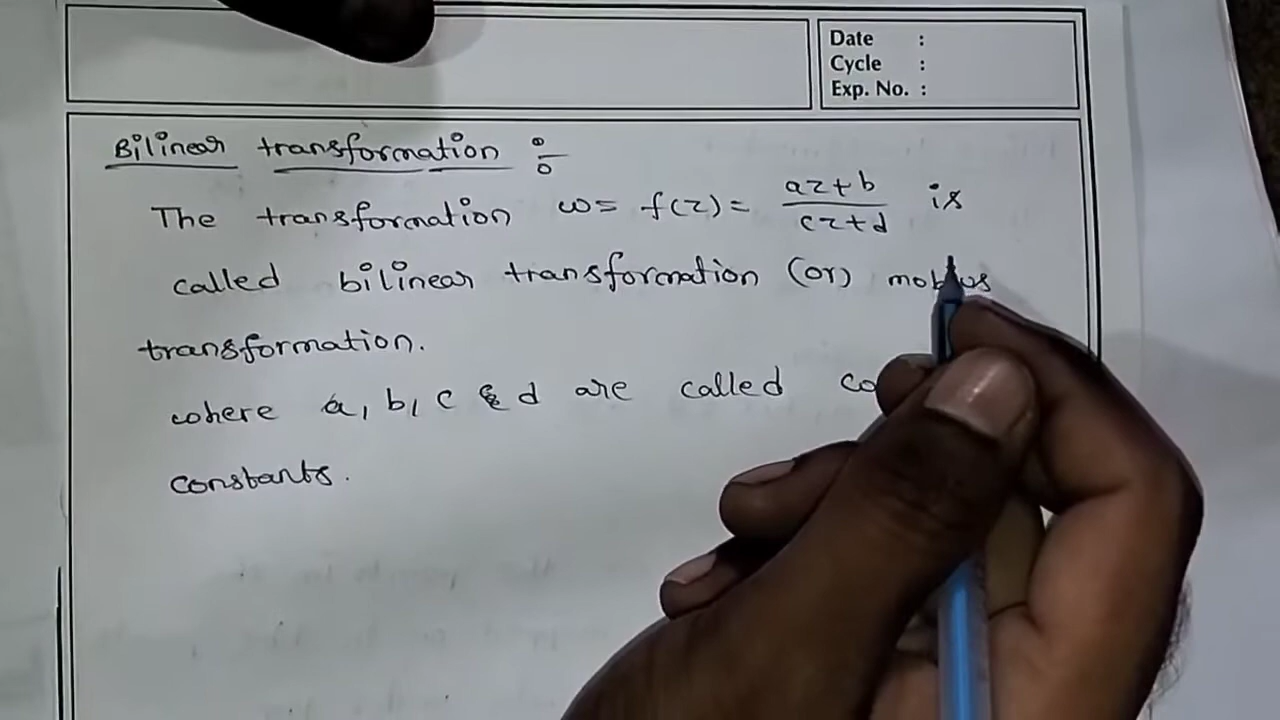 Date :
Cycle :
Exp. No. :
Bilinear transformation :-
The transformation w = f(z) = az+b / cz+d is
called bilinear transformation (or)
transformation.
where a, b, c & d are called
constants.